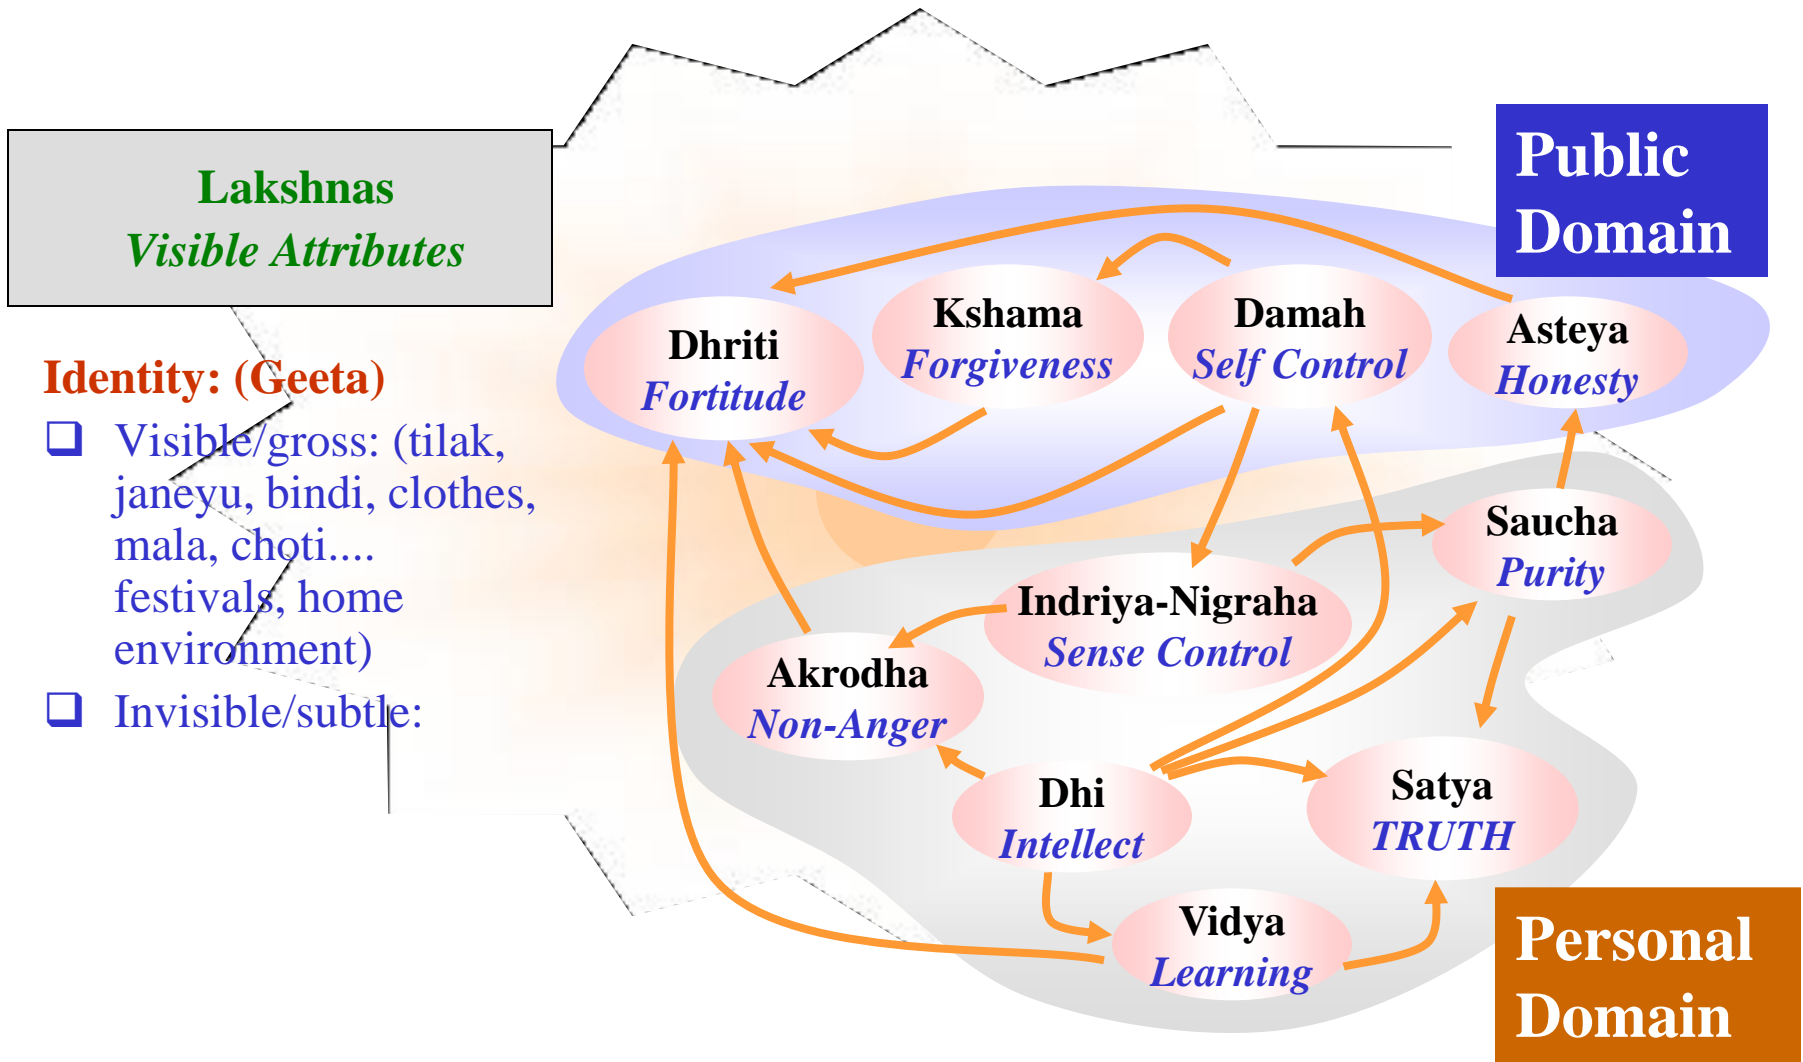 Lakshnas
Visible Attributes
Identity: (Geeta)
Visible/gross: (tilak,
janeyu, bindi, clothes,
mala, choti....
festivals, home
environment)
Invisible/subtle:
Public
Domain
Dhriti
Fortitude
Kshama
Forgiveness
Damah
Self Control
Asteya
Honesty
Saucha
Purity
Indriya-Nigraha
Sense Control
Akrodha
Non-Anger
Dhi
Intellect
Satya
TRUTH
Vidya
Learning
Personal
Domain